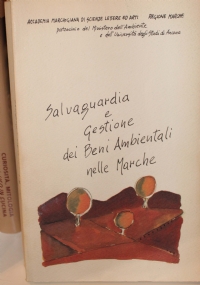 ACCADEMIA MARCHIGIANA DI SCIENZE LETTERE ED ARTI
REGIONE MARCHE
patrocinio del Ministero dell'Ambiente
e dell'Università degli Studi di Ancona
Salvaguardia
e
Gestione
dei Beni Ambientali
nelle Marche
CURIOSITÀ